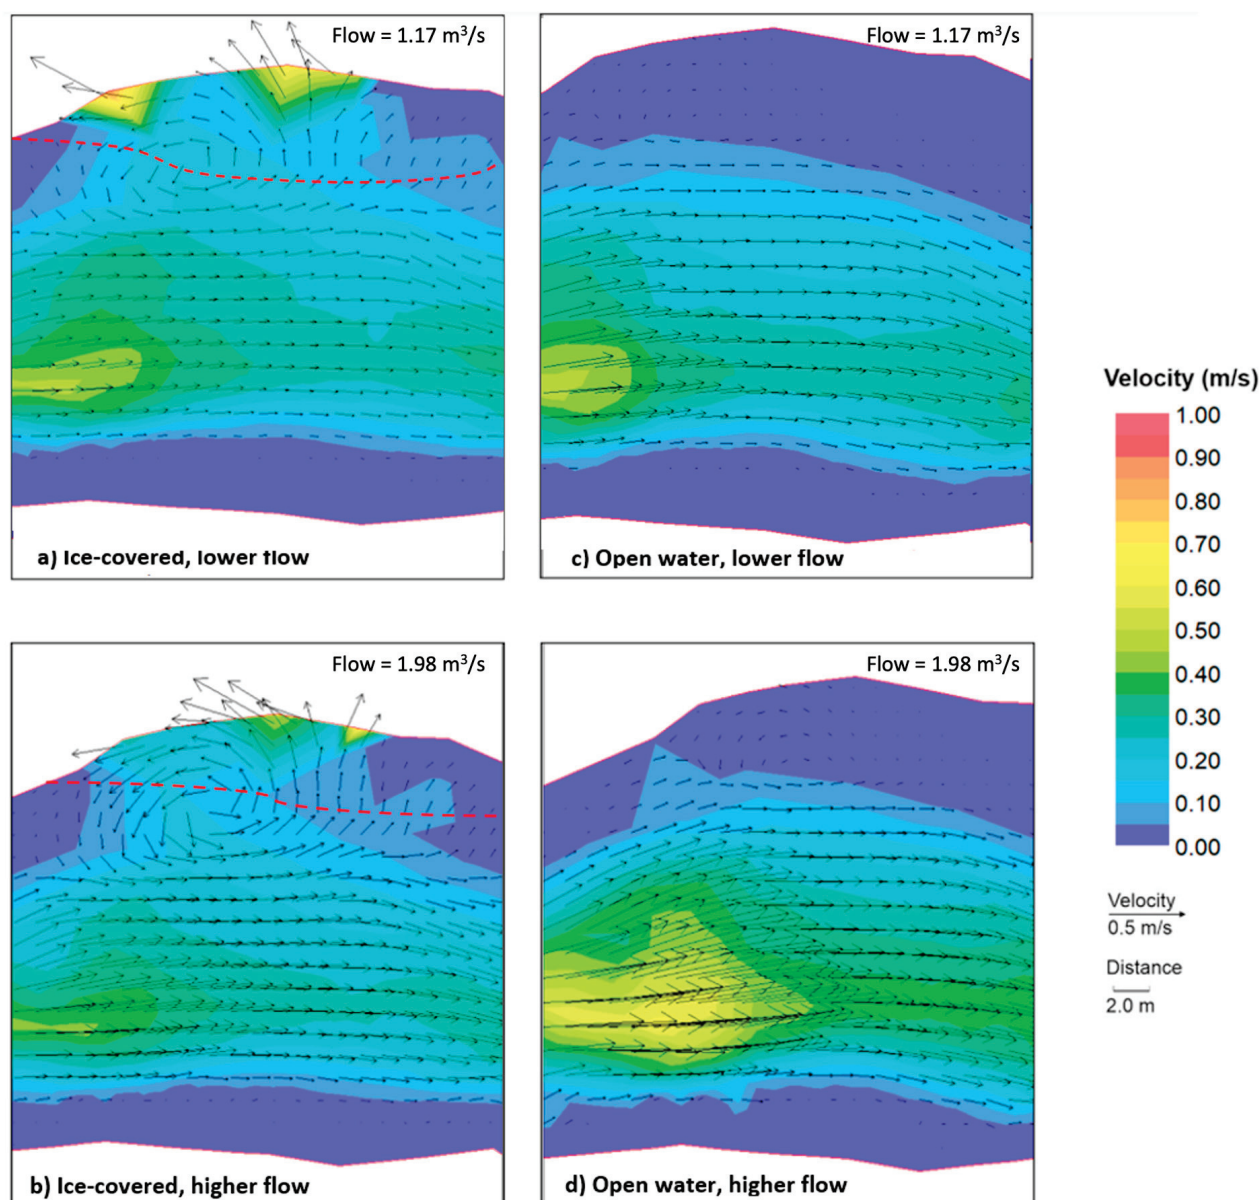 Flow = 1.17 m³/s
a) Ice-covered, lower flow
Flow = 1.17 m³/s
c) Open water, lower flow
Flow = 1.98 m³/s
b) Ice-covered, higher flow
Flow = 1.98 m³/s
d) Open water, higher flow
Velocity (m/s)
1.00
0.90
0.80
0.70
0.60
0.50
0.40
0.30
0.20
0.10
0.00
Velocity
0.5 m/s
Distance
2.0 m